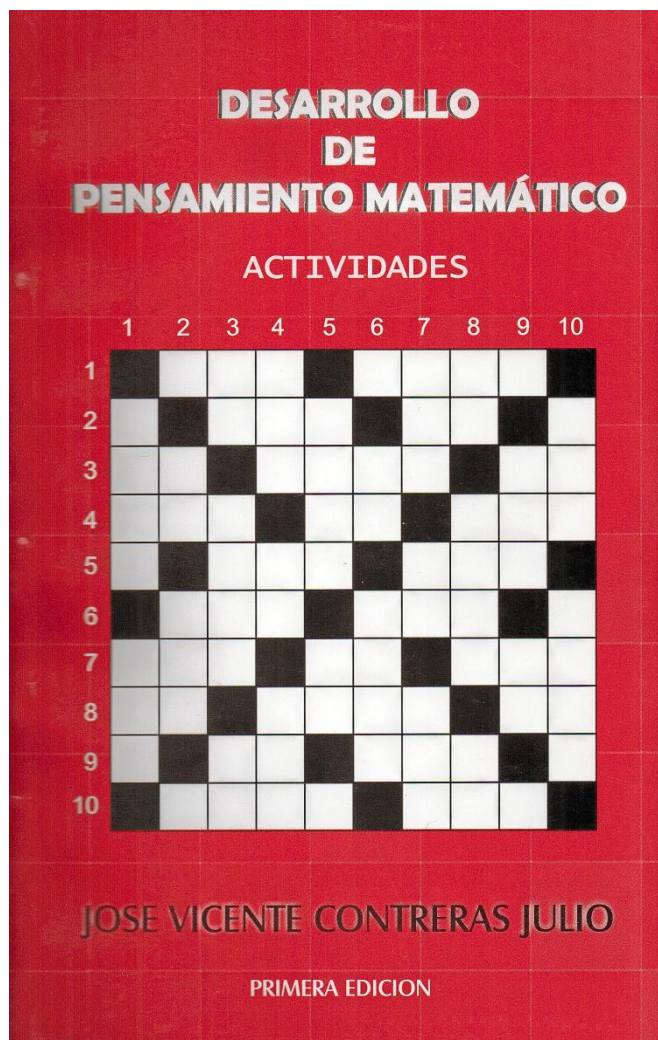 DESARROLLO
DE
PENSAMIENTO MATEMÁTICO
ACTIVIDADES
1 2 3 4 5 6 7 8 9 10
1
2
3
4
5
6
7
8
9
10
JOSE VICENTE CONTRERAS JULIO
PRIMERA EDICION